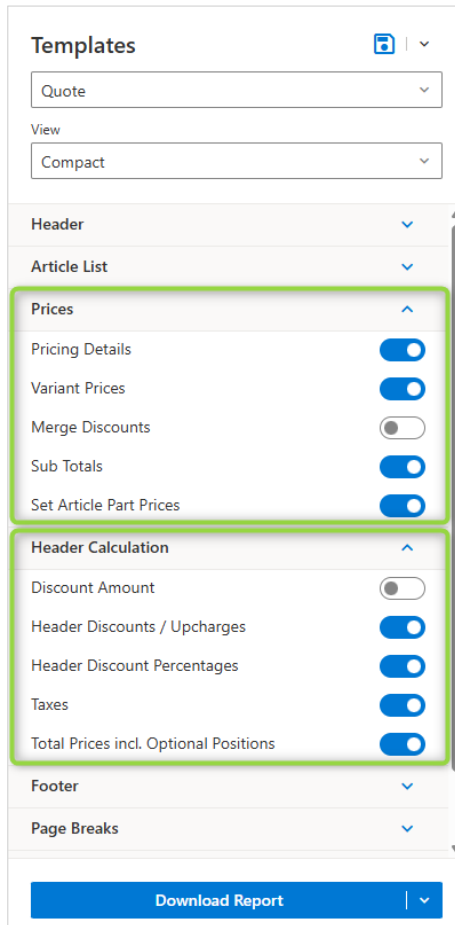 Templates
Quote
View
Compact
Header
Article List
Prices
Pricing Details
Variant Prices
Merge Discounts
Sub Totals
Set Article Part Prices
Header Calculation
Discount Amount
Header Discounts / Upcharges
Header Discount Percentages
Taxes
Total Prices incl. Optional Positions
Footer
Page Breaks
Download Report